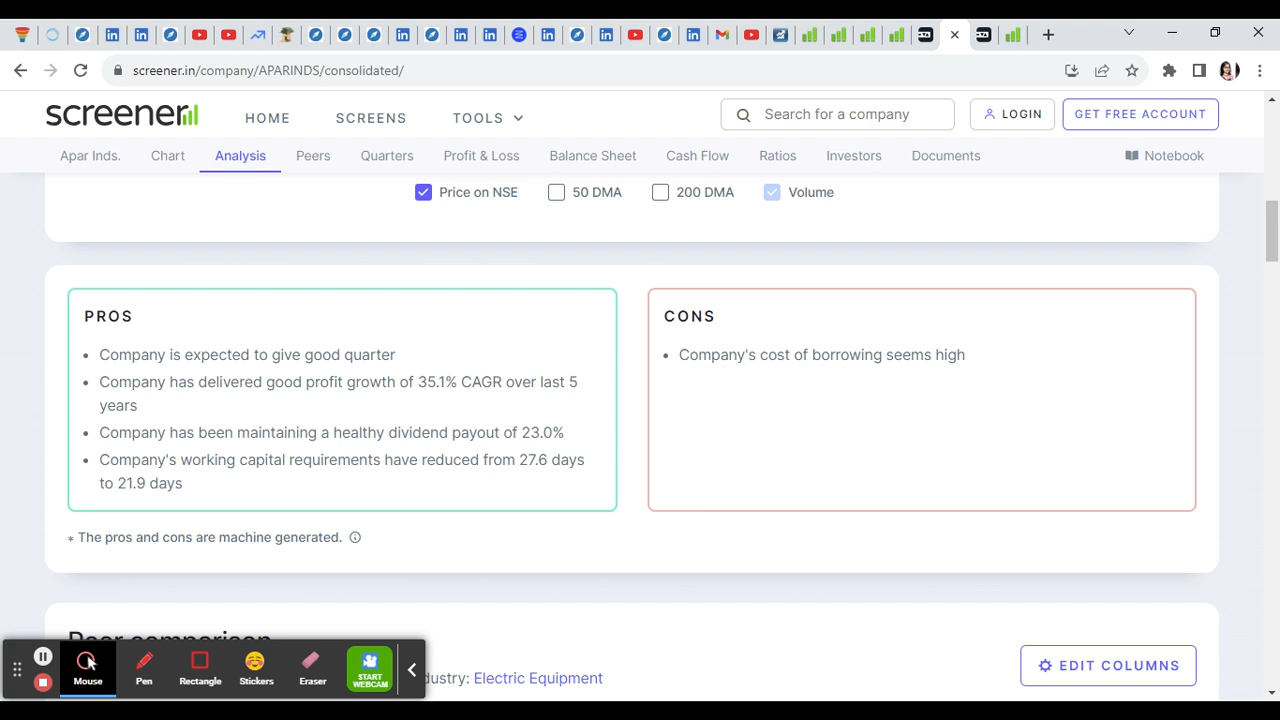 screener.in/company/APARINDS/consolidated/
screener
HOME
SCREENS
TOOLS
Search for a company
LOGIN
GET FREE ACCOUNT
Apar Inds.
Chart
Analysis
Peers
Quarters
Profit & Loss
Balance Sheet
Cash Flow
Ratios
Investors
Documents
Notebook
Price on NSE
50 DMA
200 DMA
Volume
PROS
• Company is expected to give good quarter
• Company has delivered good profit growth of 35.1% CAGR over last 5
years
• Company has been maintaining a healthy dividend payout of 23.0%
• Company's working capital requirements have reduced from 27.6 days
to 21.9 days
CONS
• Company's cost of borrowing seems high
* The pros and cons are machine generated.
Peer comparison
dustry: Electric Equipment
EDIT COLUMNS
Mouse
Pen
Rectangle
Stickers
Eraser
START
WEBCAM